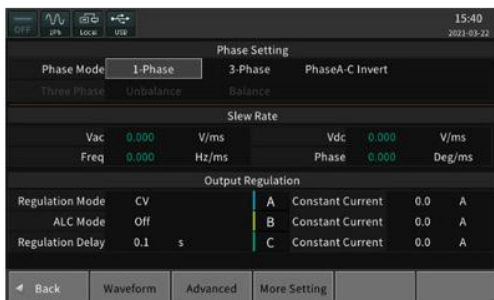 OFF 1Ph Local USB 15:40
2021-03-22
Phase Setting
Phase Mode 1-Phase 3-Phase PhaseA-C Invert
Three Phase Unbalance Balance
Slew Rate
Vac 0.000 V/ms Vdc 0.000 V/ms
Freq 0.000 Hz/ms Phase 0.000 Deg/ms
Output Regulation
Regulation Mode CV A Constant Current 0.0 A
ALC Mode Off B Constant Current 0.0 A
Regulation Delay 0.1 s C Constant Current 0.0 A
Back Waveform Advanced More Setting